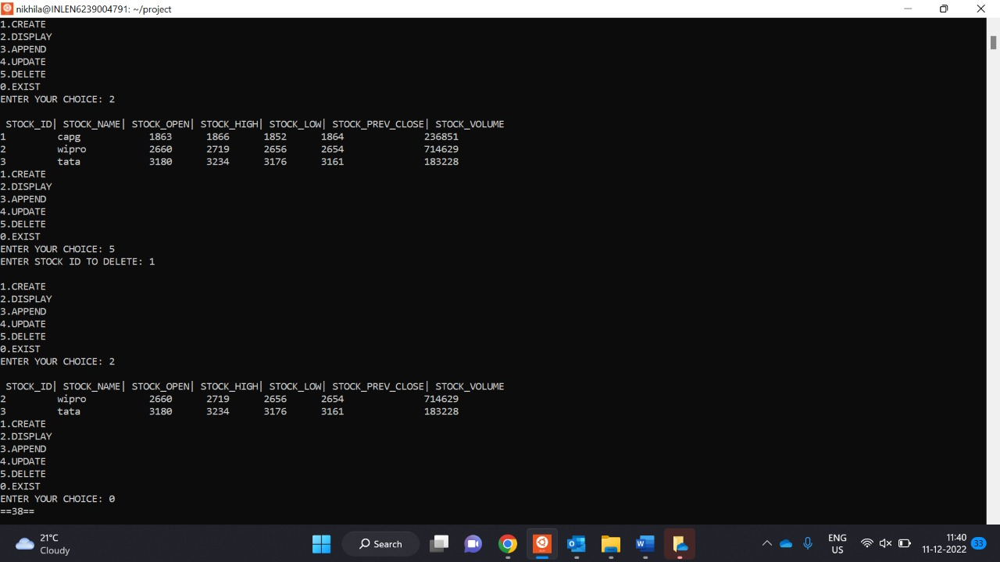 nikhila@INLEN6239004791: ~/project
1.CREATE
2.DISPLAY
3.APPEND
4.UPDATE
5.DELETE
0.EXIST
ENTER YOUR CHOICE: 2
STOCK_ID| STOCK_NAME| STOCK_OPEN| STOCK_HIGH| STOCK_LOW| STOCK_PREV_CLOSE| STOCK_VOLUME
1 capg 1863 1866 1852 1864 236851
2 wipro 2660 2719 2656 2654 714629
3 tata 3180 3234 3176 3161 183228
1.CREATE
2.DISPLAY
3.APPEND
4.UPDATE
5.DELETE
0.EXIST
ENTER YOUR CHOICE: 5
ENTER STOCK ID TO DELETE: 1
1.CREATE
2.DISPLAY
3.APPEND
4.UPDATE
5.DELETE
0.EXIST
ENTER YOUR CHOICE: 2
STOCK_ID| STOCK_NAME| STOCK_OPEN| STOCK_HIGH| STOCK_LOW| STOCK_PREV_CLOSE| STOCK_VOLUME
2 wipro 2660 2719 2656 2654 714629
3 tata 3180 3234 3176 3161 183228
1.CREATE
2.DISPLAY
3.APPEND
4.UPDATE
5.DELETE
0.EXIST
ENTER YOUR CHOICE: 0
==38==
21°C
Cloudy
Search
ENG
US
11:40
11-12-2022
33